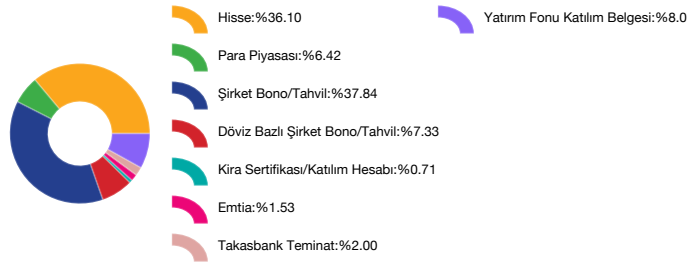 Hisse:%36.10
Para Piyasası:%6.42
Şirket Bono/Tahvil:%37.84
Döviz Bazlı Şirket Bono/Tahvil:%7.33
Kira Sertifikası/Katılım Hesabı:%0.71
Emtia:%1.53
Takasbank Teminat:%2.00
Yatırım Fonu Katılım Belgesi:%8.0